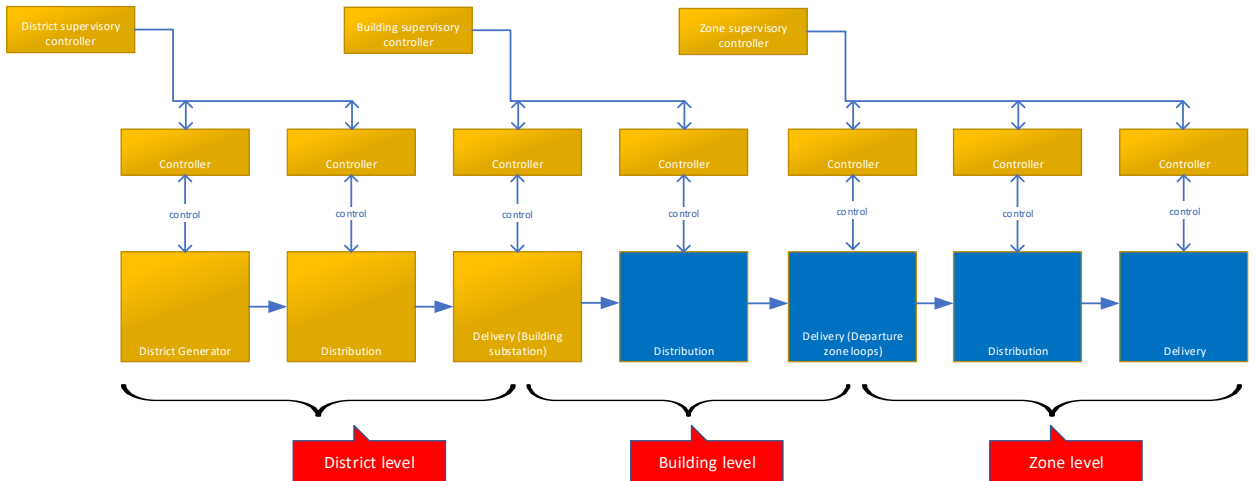 District supervisory
controller
Building supervisory
controller
Zone supervisory
controller
Controller
Controller
Controller
Controller
Controller
Controller
Controller
control
control
control
control
control
control
control
District Generator
Distribution
Delivery (Building
substation)
Distribution
Delivery (Departure
zone loops)
Distribution
Delivery
District level
Building level
Zone level